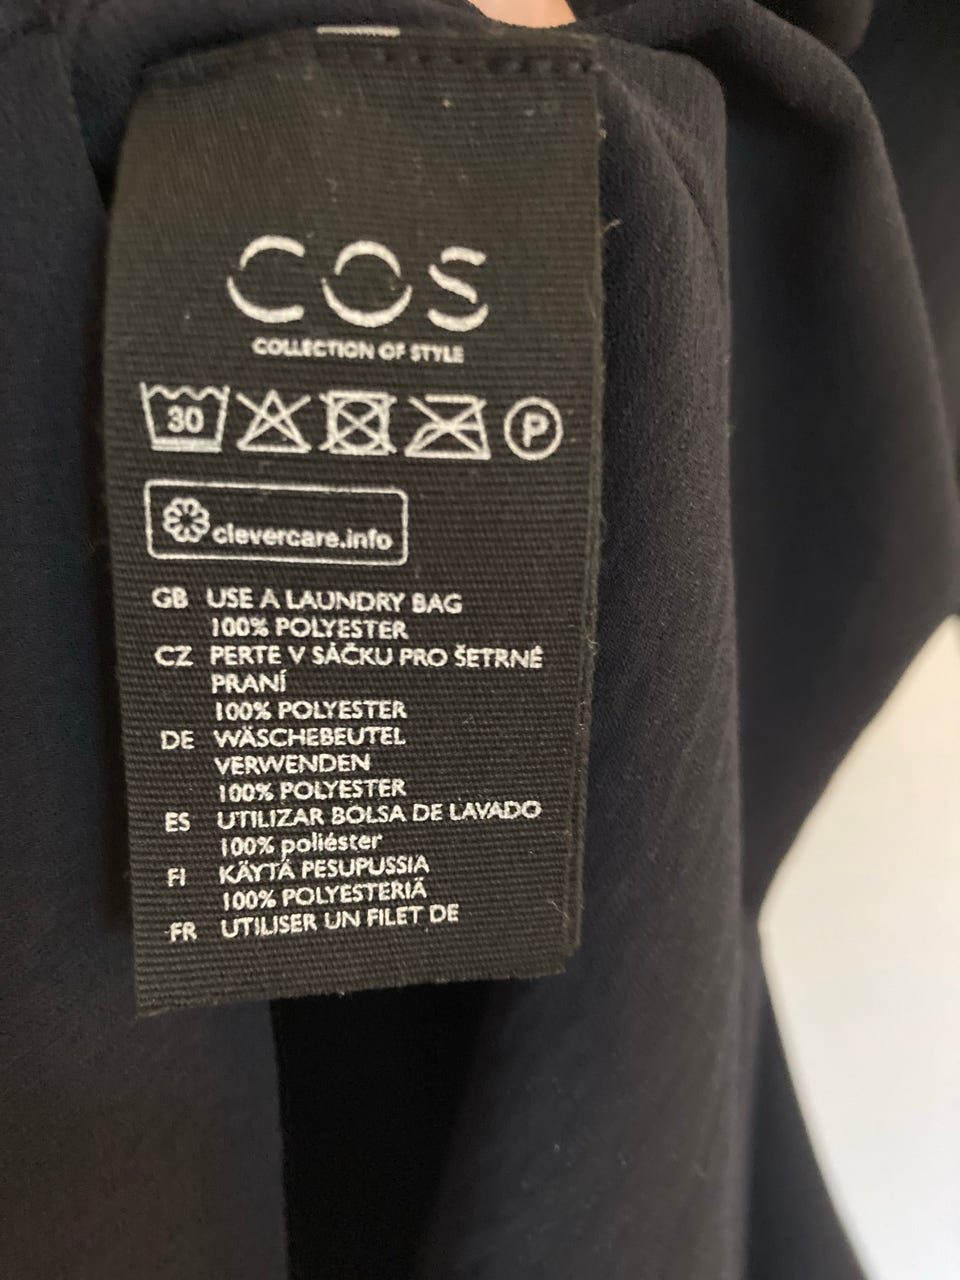 COS
COLLECTION OF STYLE
30 P
clevercare.info
GB USE A LAUNDRY BAG
100% POLYESTER
CZ PERTE V SÁČKU PRO ŠETRNÉ
PRANÍ
100% POLYESTER
DE WÄSCHEBEUTEL
VERWENDEN
100% POLYESTER
ES UTILIZAR BOLSA DE LAVADO
100% poliéster
FI KÄYTÄ PESUPUSSIA
100% POLYESTERIÄ
FR UTILISER UN FILET DE